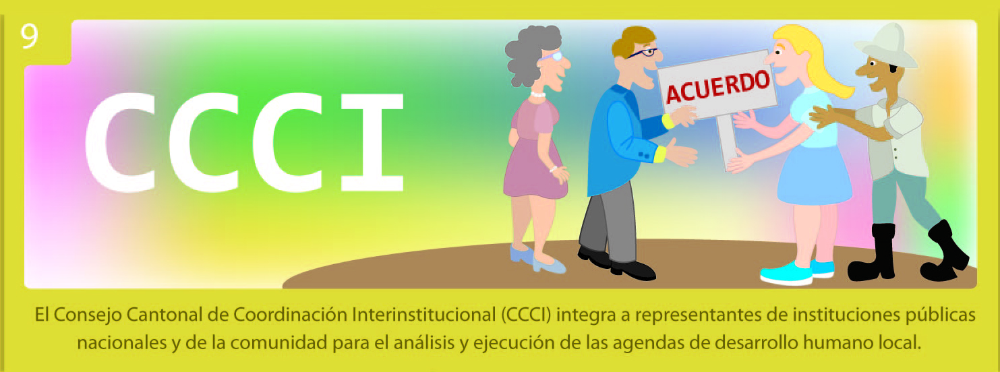 9
CCCI
ACUERDO
El Consejo Cantonal de Coordinación Interinstitucional (CCCI) integra a representantes de instituciones públicas
nacionales y de la comunidad para el análisis y ejecución de las agendas de desarrollo humano local.